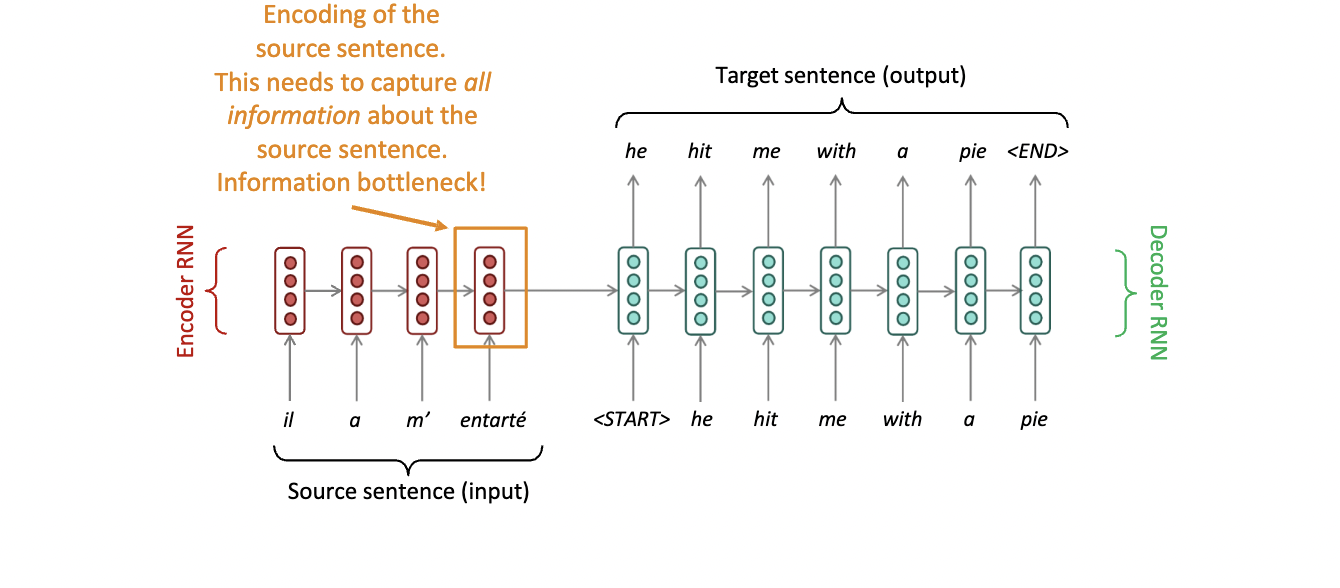 Encoding of the
source sentence.
This needs to capture all
information about the
source sentence.
Information bottleneck!
Target sentence (output)
he hit me with a pie <END>
Encoder RNN
Decoder RNN
il a m’ entarté <START> he hit me with a pie
Source sentence (input)